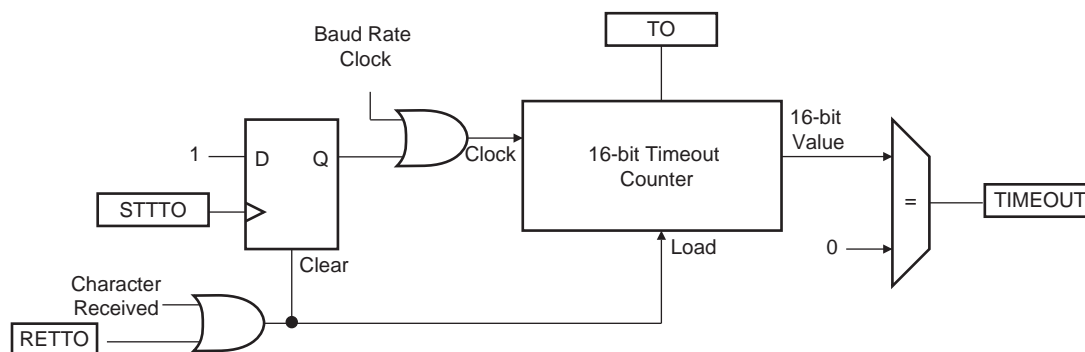 TO
Baud Rate
Clock
16-bit
Value
1
D
Q
Clock
16-bit Timeout
Counter
STTTO
=
TIMEOUT
Clear
Load
0
Character
Received
RETTO